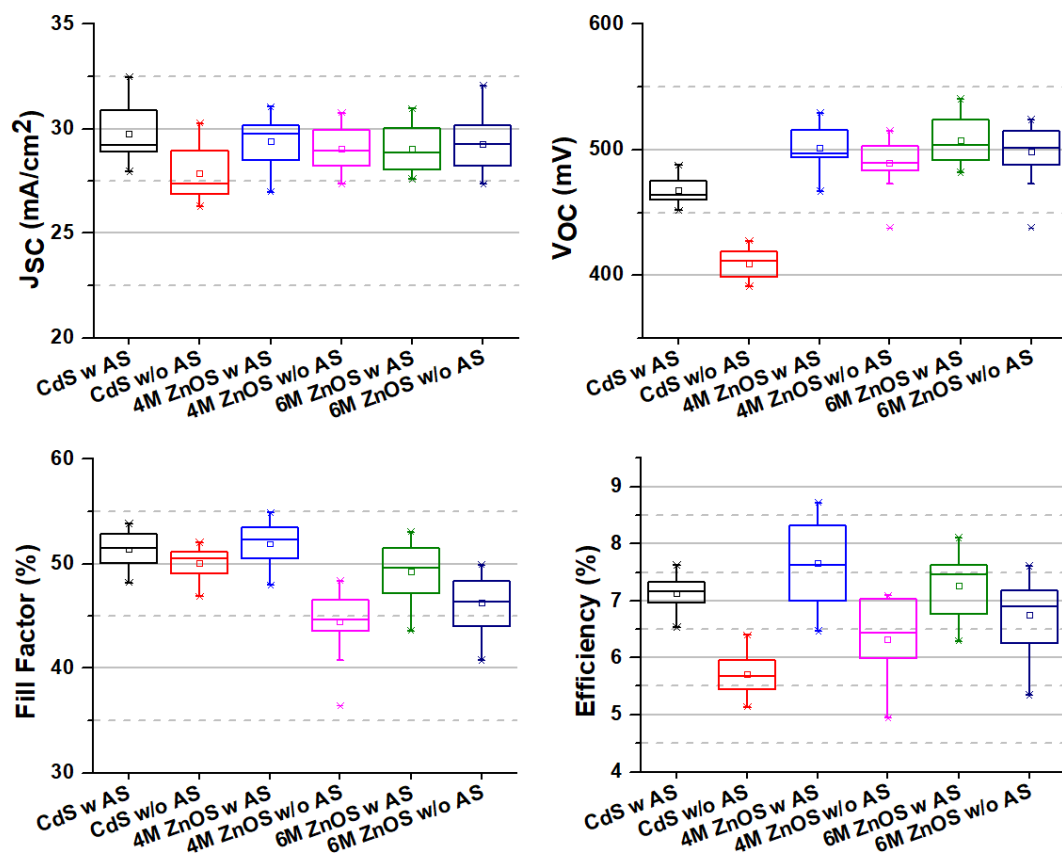 35
30
25
20
JSC (mA/cm2)
CdS w AS
CdS w/o AS
4M ZnOS w AS
4M ZnOS w/o AS
6M ZnOS w AS
6M ZnOS w/o AS
600
500
400
VOC (mV)
CdS w AS
CdS w/o AS
4M ZnOS w AS
4M ZnOS w/o AS
6M ZnOS w AS
6M ZnOS w/o AS
60
50
40
30
Fill Factor (%)
CdS w AS
CdS w/o AS
4M ZnOS w AS
4M ZnOS w/o AS
6M ZnOS w AS
6M ZnOS w/o AS
9
8
7
6
5
4
Efficiency (%)
CdS w AS
CdS w/o AS
4M ZnOS w AS
4M ZnOS w/o AS
6M ZnOS w AS
6M ZnOS w/o AS